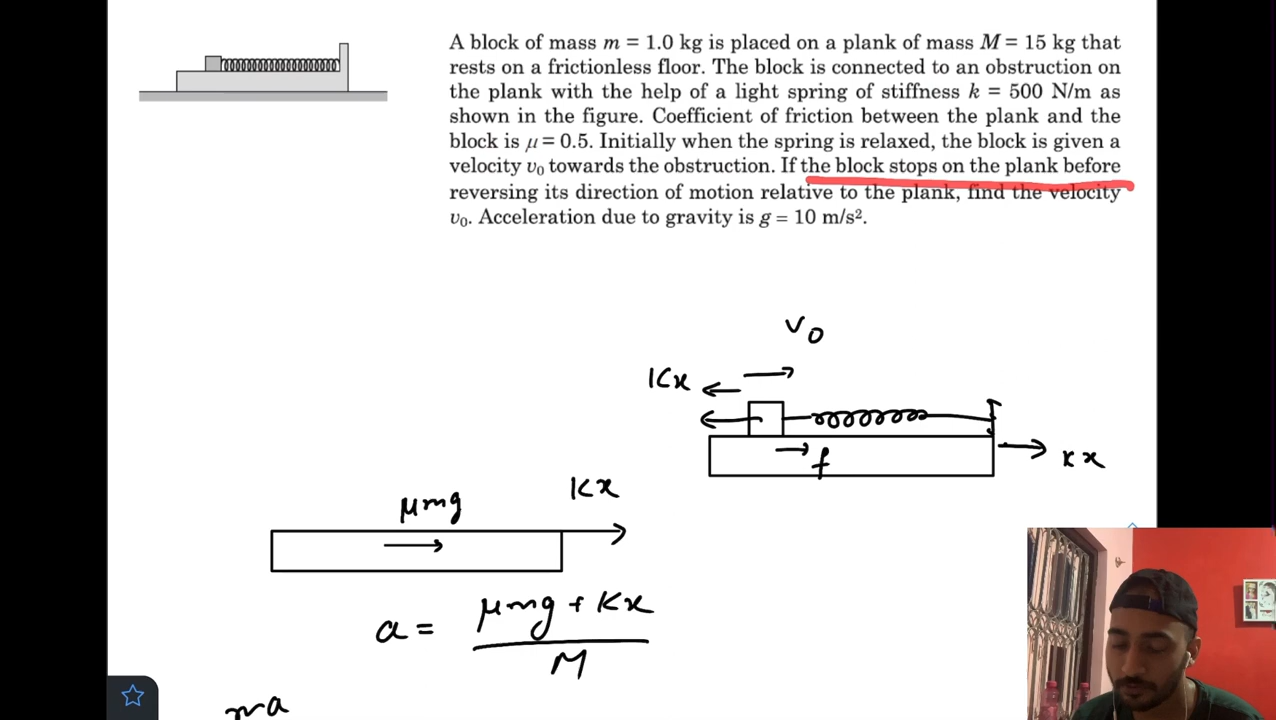 A block of mass m = 1.0 kg is placed on a plank of mass M = 15 kg that
rests on a frictionless floor. The block is connected to an obstruction on
the plank with the help of a light spring of stiffness k = 500 N/m as
shown in the figure. Coefficient of friction between the plank and the
block is μ = 0.5. Initially when the spring is relaxed, the block is given a
velocity v₀ towards the obstruction. If the block stops on the plank before
reversing its direction of motion relative to the plank, find the velocity
v₀. Acceleration due to gravity is g = 10 m/s².
v₀
Kx
f
Kx
μmg
Kx
a = μmg + Kx
M
ma